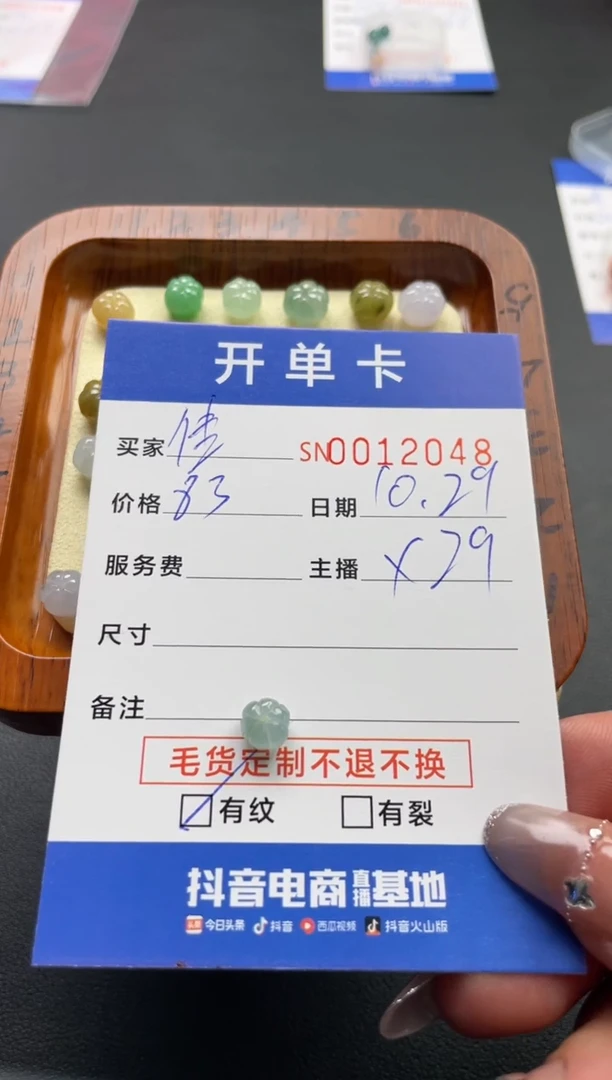 开单卡
买家 佳 SN0012048
价格 83 日期 10.29
服务费 主播 X29
尺寸
备注
毛货定制不退不换
有纹 有裂
抖音电商直播基地
头条 今日头条 抖音 西瓜视频 抖音火山版